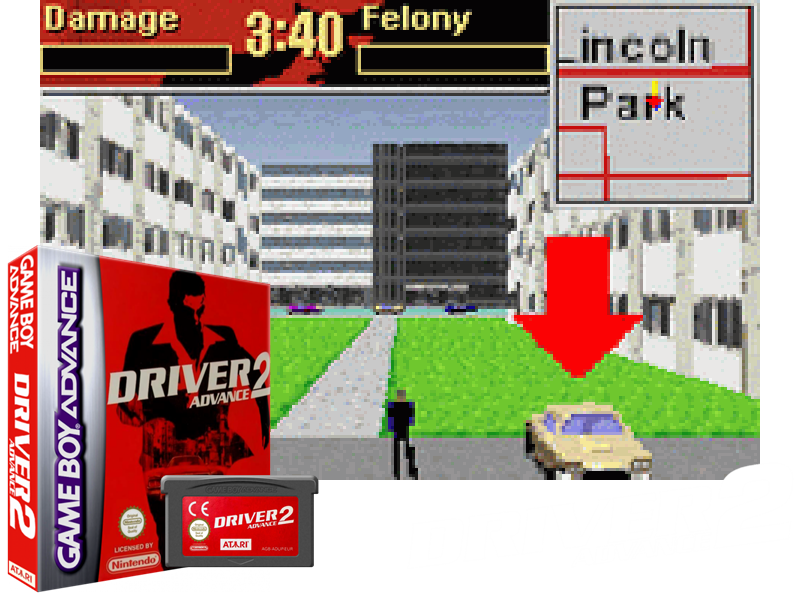 Damage
3:40
Felony
Lincoln
Park
GAME BOY
ADVANCE
DRIVER 2
ADVANCE
ATARI
GAME BOY ADVANCE
DRIVER 2
ADVANCE
LICENSED BY
Nintendo
CE
DRIVER 2
ADVANCE
Nintendo
ATARI